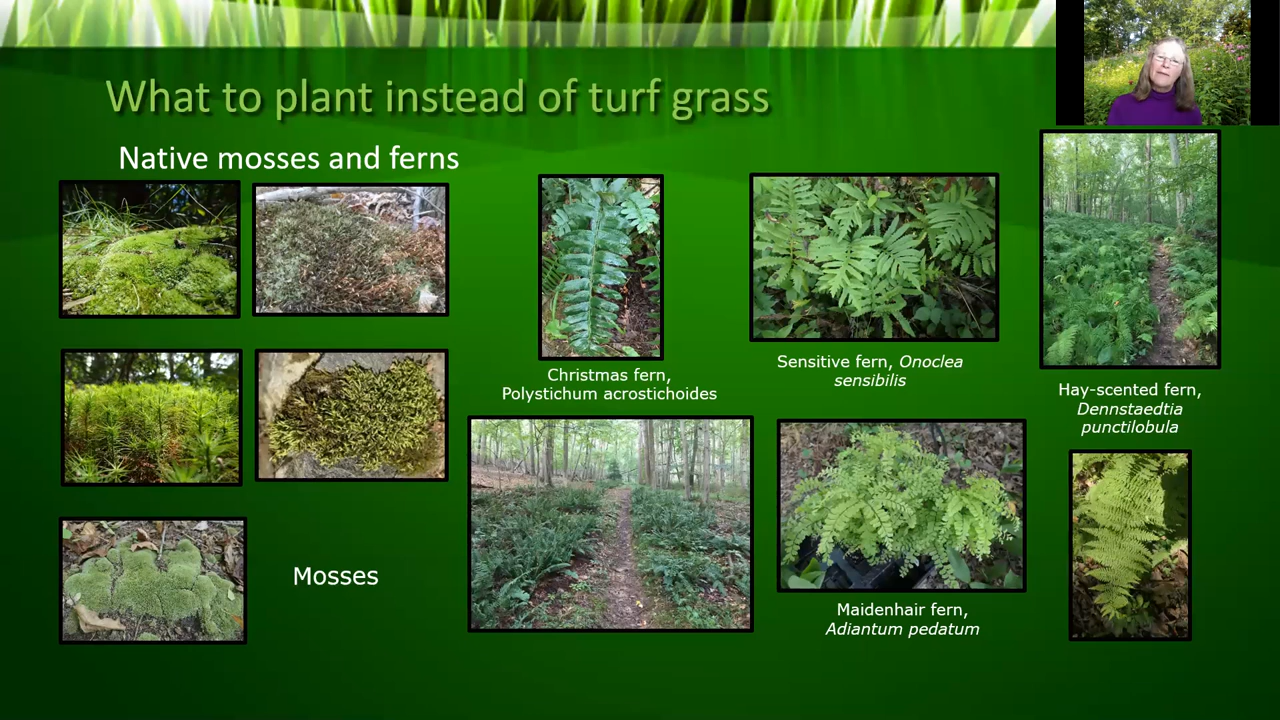 What to plant instead of turf grass
Native mosses and ferns
Christmas fern,
Polystichum acrostichoides
Sensitive fern, Onoclea
sensibilis
Hay-scented fern,
Dennstaedtia
punctilobula
Mosses
Maidenhair fern,
Adiantum pedatum